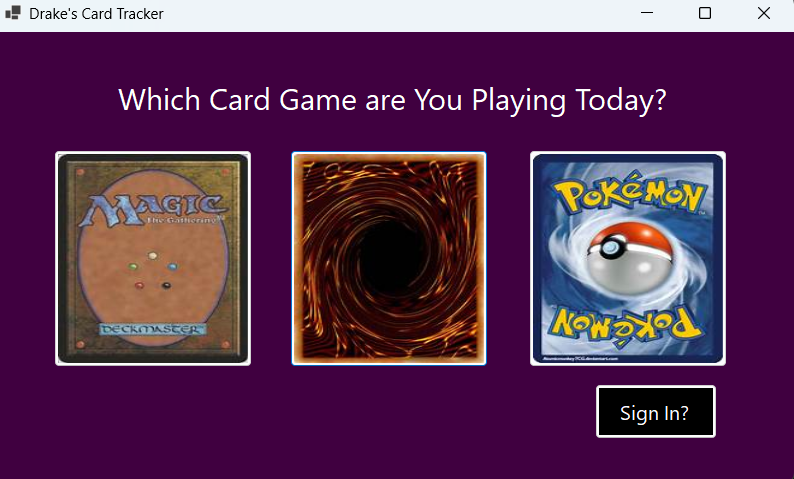 Drake's Card Tracker
Which Card Game are You Playing Today?
MAGIC
The Gathering
DECKMASTER
POKéMON
POKéMON
Sign In?